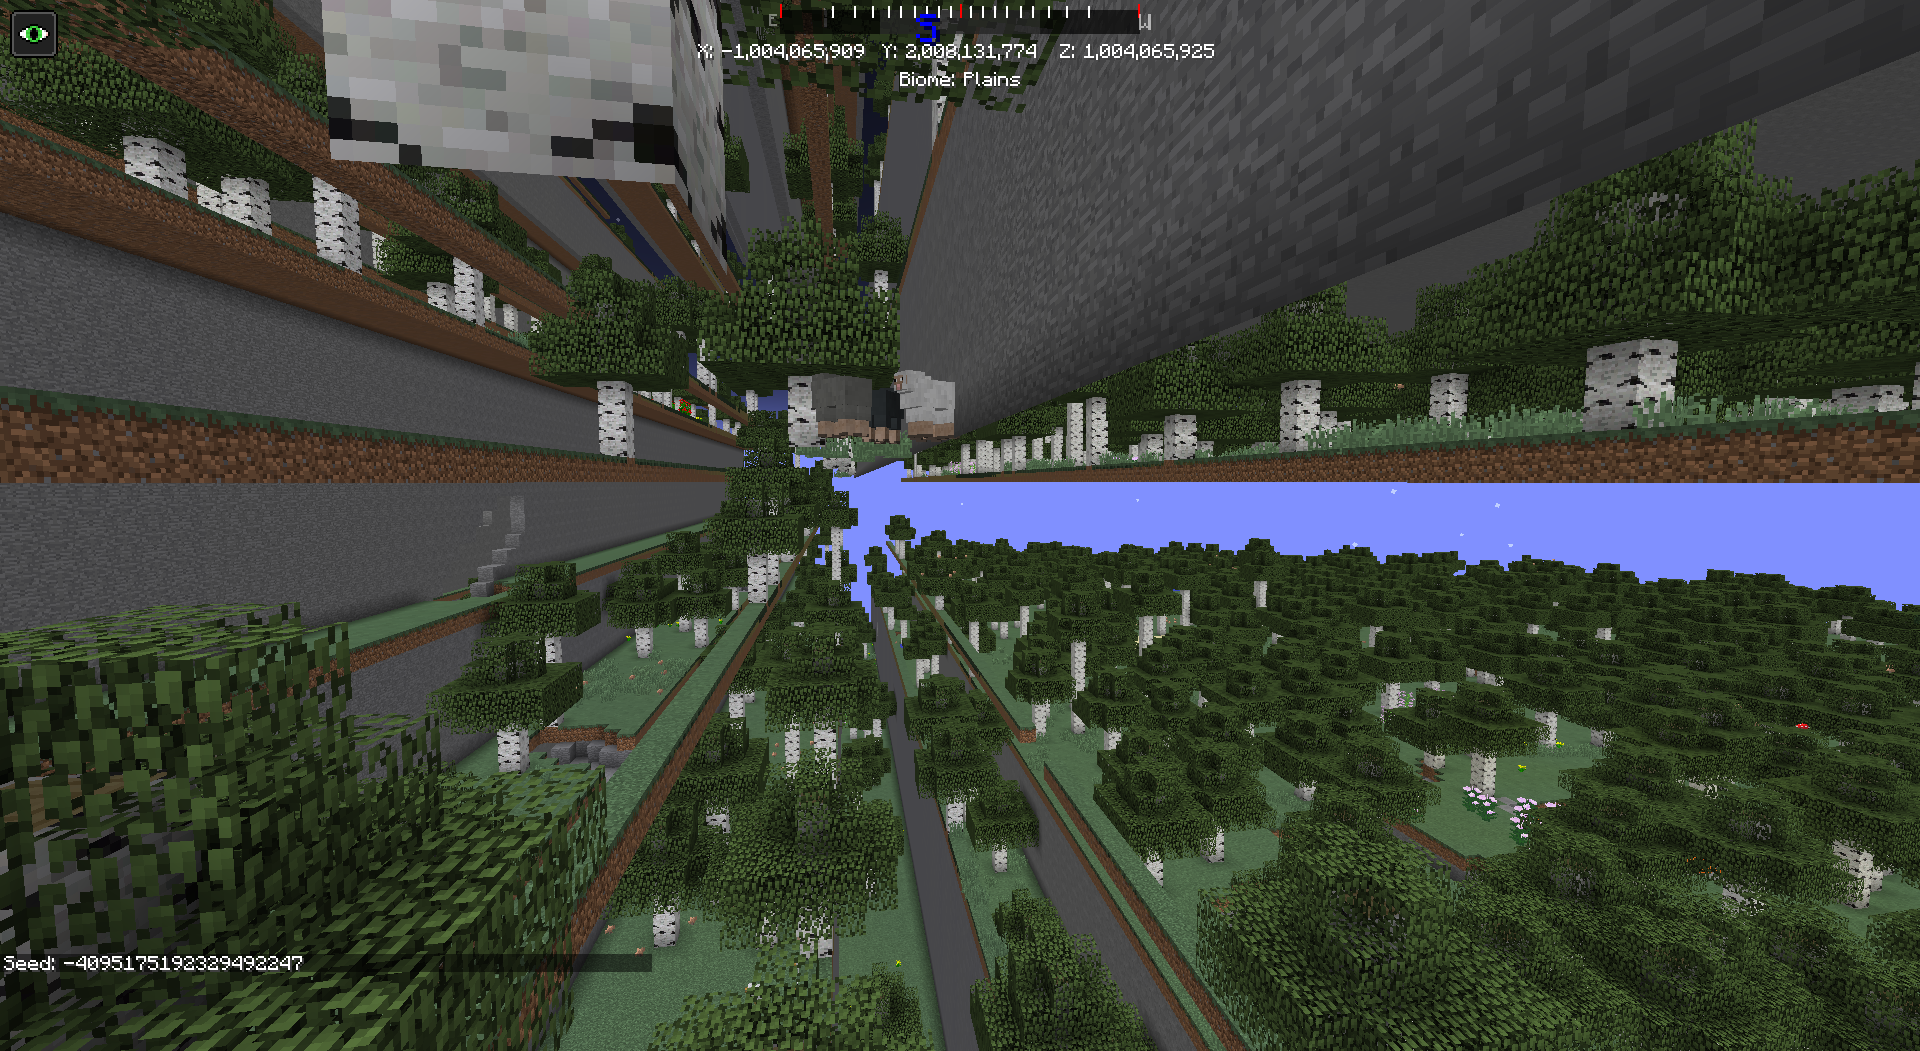 E S W
X: -1,004,065,909 Y: 2,008,131,774 Z: 1,004,065,925
Biome: Plains
Seed: -4095175192329492247